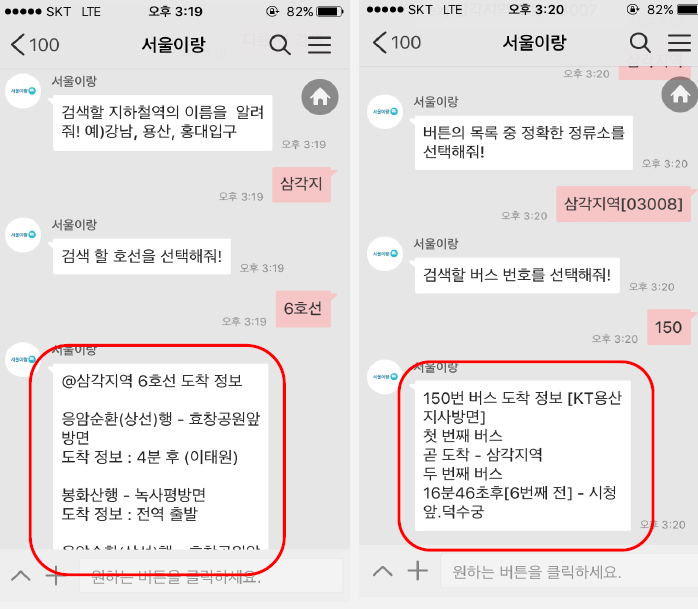 SKT LTE 오후 3:19 82%
100 서울이랑
서울이랑
검색할 지하철역의 이름을 알려
줘! 예)강남, 용산, 홍대입구
오후 3:19
오후 3:19 삼각지
서울이랑
검색 할 호선을 선택해줘!
오후 3:19
오후 3:19 6호선
서울이랑
@삼각지역 6호선 도착 정보
응암순환(상선)행 - 효창공원앞
방면
도착 정보 : 4분 후 (이태원)
봉화산행 - 녹사평방면
도착 정보 : 전역 출발
응암순환(상선)행 - 효창공원앞
원하는 버튼을 클릭하세요.
SKT LTE 오후 3:20 82%
100 서울이랑
오후 3:20
서울이랑
버튼의 목록 중 정확한 정류소를
선택해줘!
오후 3:20
오후 3:20 삼각지역[03008]
서울이랑
검색할 버스 번호를 선택해줘!
오후 3:20
오후 3:20 150
서울이랑
150번 버스 도착 정보 [KT용산
지사방면]
첫 번째 버스
곧 도착 - 삼각지역
두 번째 버스
16분46초후[6번째 전] - 시청
앞.덕수궁
오후 3:20
원하는 버튼을 클릭하세요.